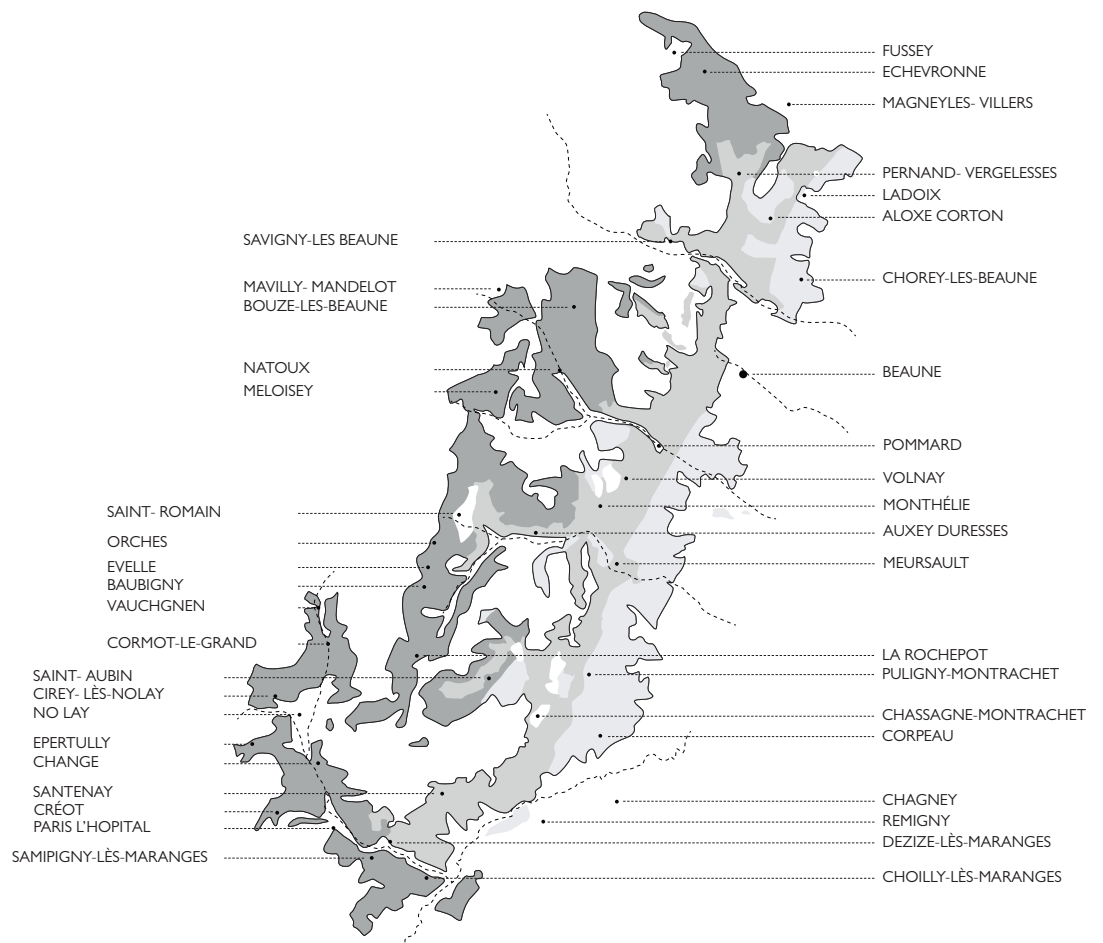 FUSSEY
ECHEVRONNE
MAGNEYLES- VILLERS
PERNAND- VERGELESSES
LADOIX
ALOXE CORTON
SAVIGNY-LES BEAUNE
CHOREY-LES-BEAUNE
MAVILLY- MANDELOT
BOUZE-LES-BEAUNE
NATOUX
BEAUNE
MELOISEY
POMMARD
VOLNAY
MONTHÉLIE
SAINT- ROMAIN
AUXEY DURESSES
ORCHES
MEURSAULT
EVELLE
BAUBIGNY
VAUCHGNEN
CORMOT-LE-GRAND
LA ROCHEPOT
SAINT- AUBIN
PULIGNY-MONTRACHET
CIREY- LÈS-NOLAY
NO LAY
CHASSAGNE-MONTRACHET
CORPEAU
EPERTULLY
CHANGE
SANTENAY
CHAGNEY
CRÉOT
REMIGNY
PARIS L'HOPITAL
DEZIZE-LÈS-MARANGES
SAMIPIGNY-LÈS-MARANGES
CHOILLY-LÈS-MARANGES